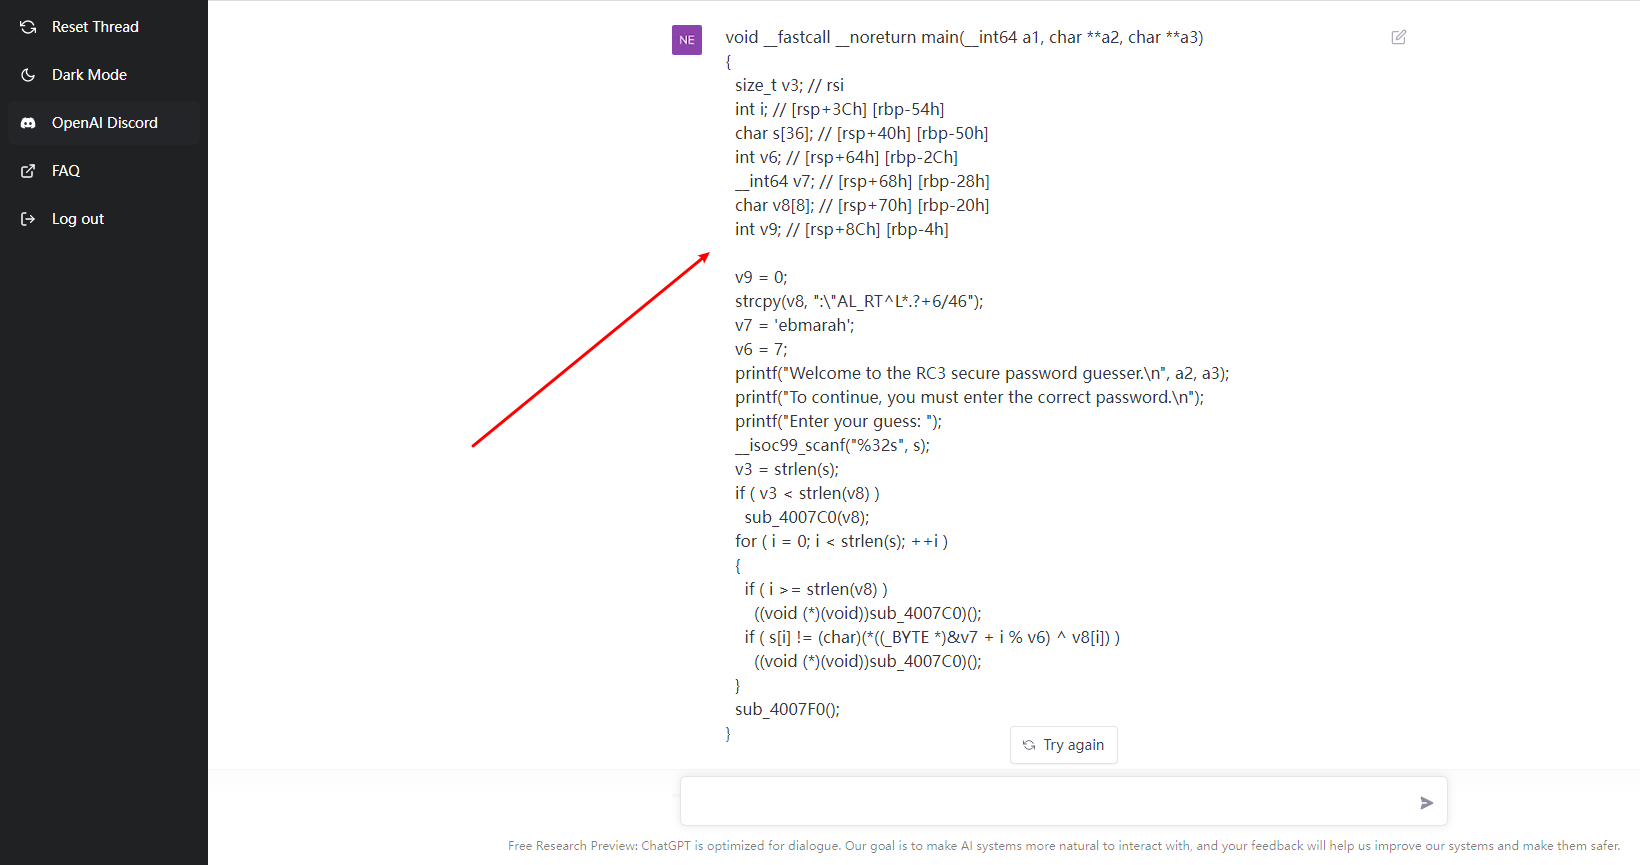 Reset Thread
Dark Mode
OpenAI Discord
FAQ
Log out
NE
void __fastcall __noreturn main(__int64 a1, char **a2, char **a3)
{
size_t v3; // rsi
int i; // [rsp+3Ch] [rbp-54h]
char s[36]; // [rsp+40h] [rbp-50h]
int v6; // [rsp+64h] [rbp-2Ch]
__int64 v7; // [rsp+68h] [rbp-28h]
char v8[8]; // [rsp+70h] [rbp-20h]
int v9; // [rsp+8Ch] [rbp-4h]
v9 = 0;
strcpy(v8, ":\"AL_RT^L*.?+6/46");
v7 = 'ebmarah';
v6 = 7;
printf("Welcome to the RC3 secure password guesser.\n", a2, a3);
printf("To continue, you must enter the correct password.\n");
printf("Enter your guess: ");
__isoc99_scanf("%32s", s);
v3 = strlen(s);
if ( v3 < strlen(v8) )
sub_4007C0(v8);
for ( i = 0; i < strlen(s); ++i )
{
if ( i >= strlen(v8) )
((void (*)(void))sub_4007C0)();
if ( s[i] != (char)(*((_BYTE *)&v7 + i % v6) ^ v8[i]) )
((void (*)(void))sub_4007C0)();
}
sub_4007F0();
}
Try again
Free Research Preview: ChatGPT is optimized for dialogue. Our goal is to make AI systems more natural to interact with, and your feedback will help us improve our systems and make them safer.